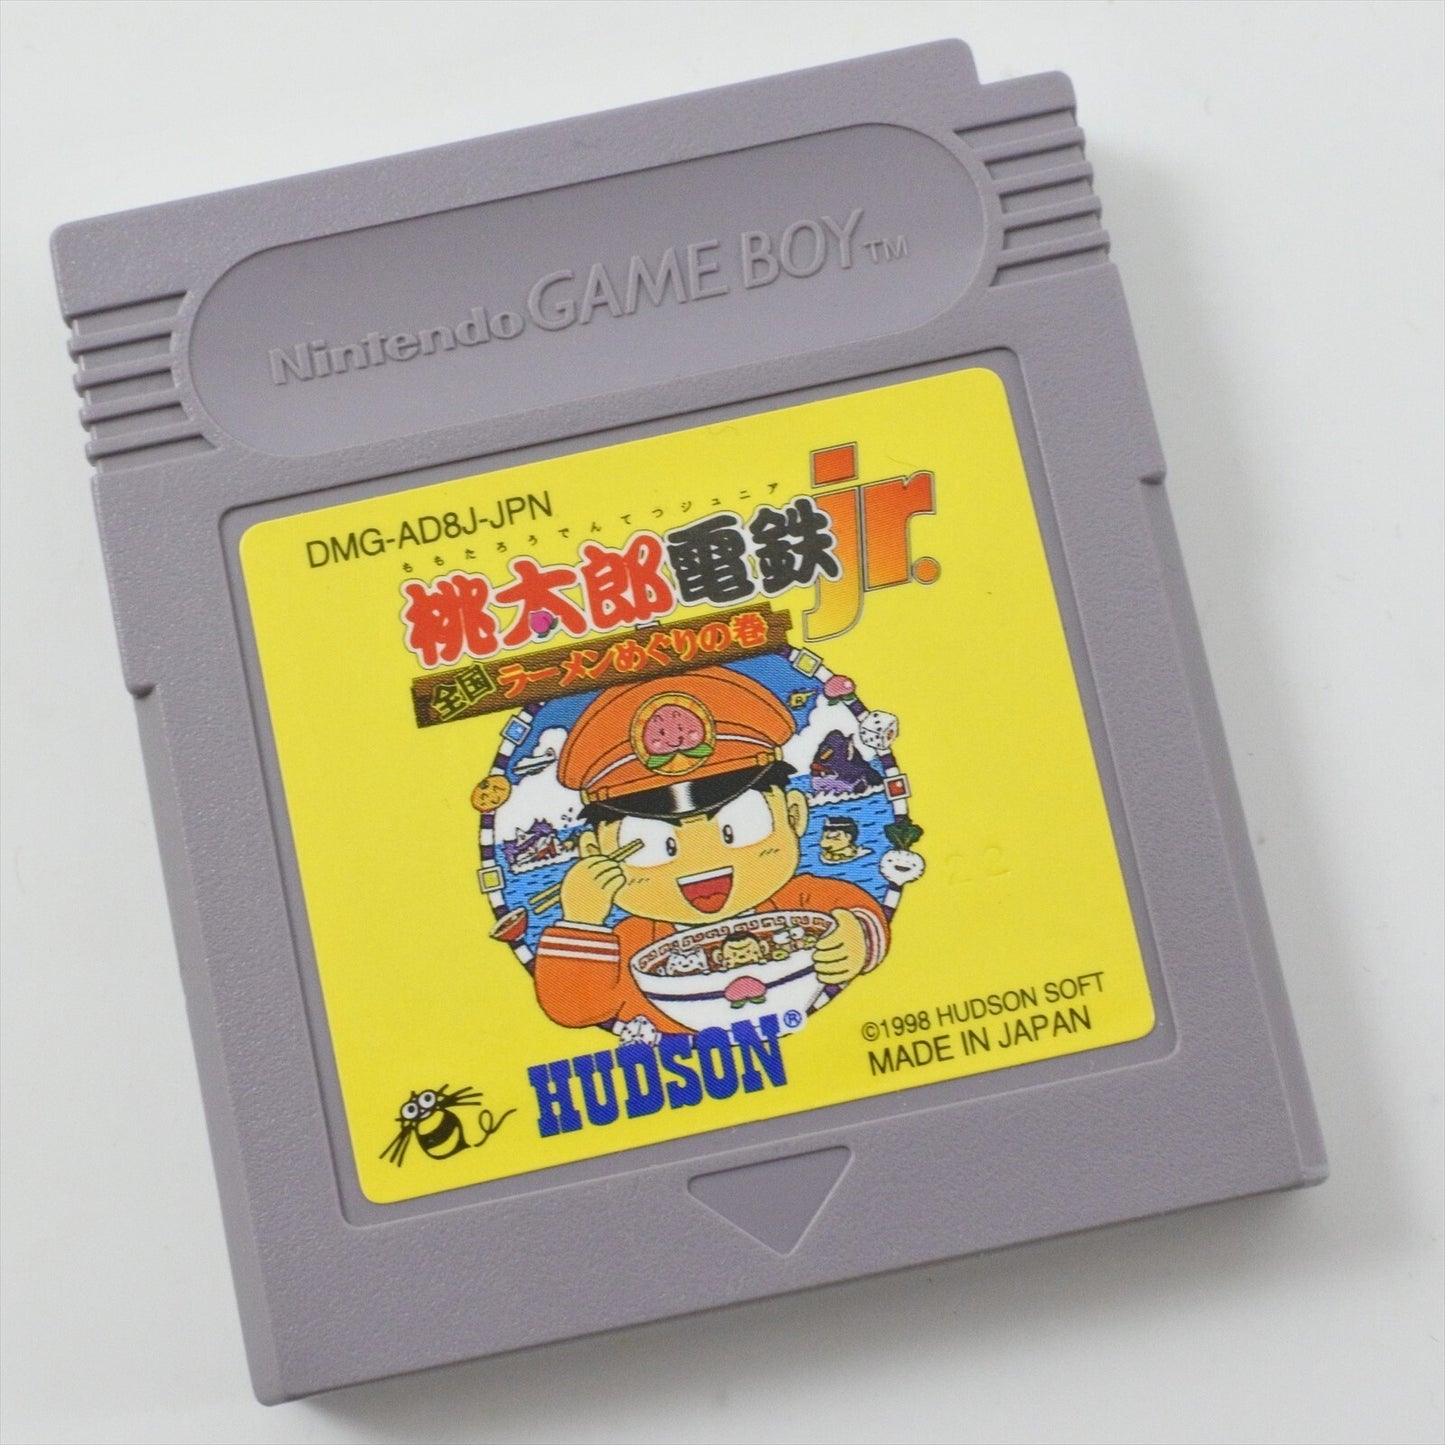 Nintendo GAME BOY™
DMG-AD8J-JPN
ももたろうでんてつジュニア
桃太郎電鉄jr.
全国ラーメンめぐりの巻
22
HUDSON®
©1998 HUDSON SOFT
MADE IN JAPAN